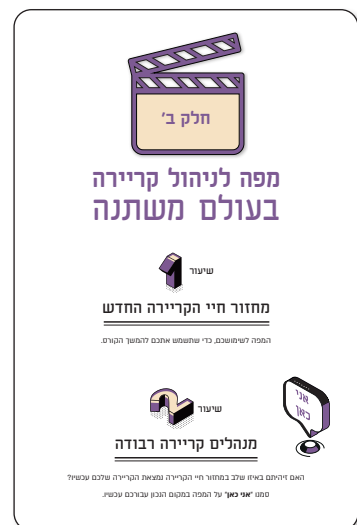 חלק ב'
מפה לניהול קריירה
בעולם משתנה
שיעור 1
מחזור חיי הקריירה החדש
המפה לשימושכם, כדי שתשמש אתכם להמשך הקורס.
אני
כאן
שיעור 2
מנהלים קריירה רבודה
האם זיהיתם באיזו שלב במחזור חיי הקריירה נמצאת הקריירה שלכם עכשיו?
סמנו "אני כאן" על המפה במקום הנכון עבורכם עכשיו.